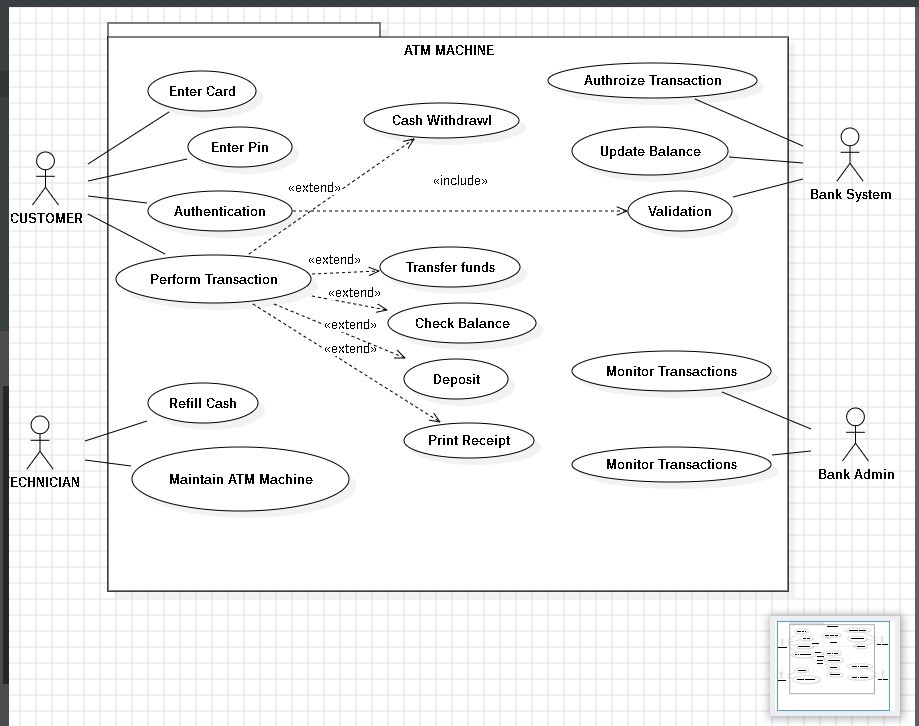 ATM MACHINE
Enter Card
Authroize Transaction
Cash Withdrawl
Enter Pin
Update Balance
«extend»
«include»
Bank System
CUSTOMER
Authentication
Validation
«extend»
Perform Transaction
Transfer funds
«extend»
Check Balance
«extend»
«extend»
Deposit
Monitor Transactions
Refill Cash
Print Receipt
Monitor Transactions
Bank Admin
ECHNICIAN
Maintain ATM Machine